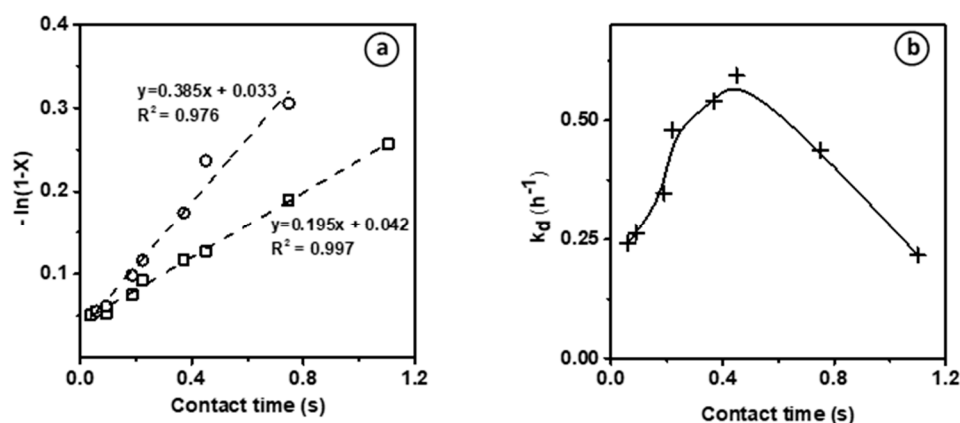 0.4
0.3
0.2
0.1
0.0 0.4 0.8 1.2
- ln(1-X)
Contact time (s)
a
y=0.385x + 0.033
R² = 0.976
y=0.195x + 0.042
R² = 0.997
0.50
0.25
0.00
0.0 0.4 0.8 1.2
k_d (h⁻¹)
Contact time (s)
b